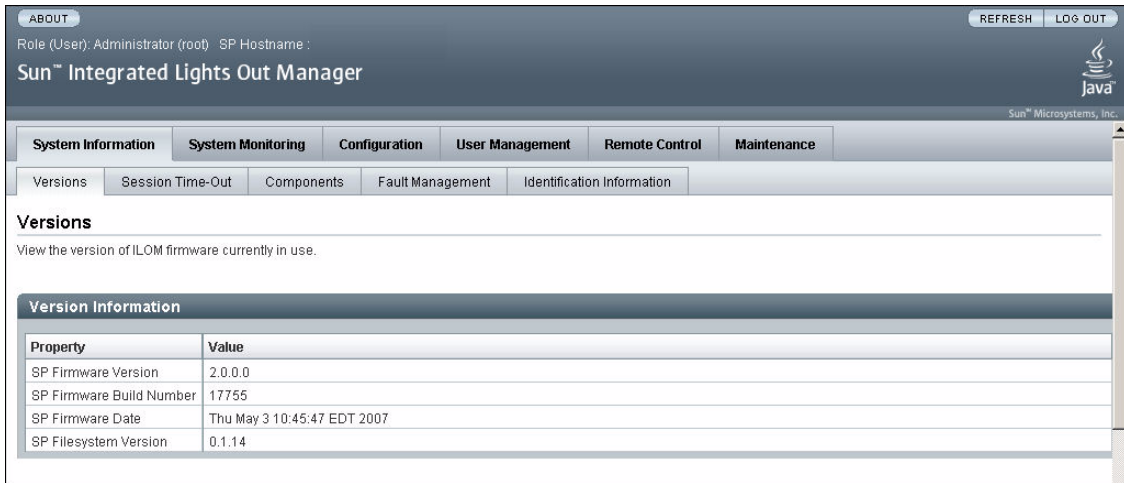 ABOUT REFRESH LOG OUT
Role (User): Administrator (root) SP Hostname :
Sun™ Integrated Lights Out Manager
Java™
Sun™ Microsystems, Inc.
System Information System Monitoring Configuration User Management Remote Control Maintenance
Versions Session Time-Out Components Fault Management Identification Information
Versions
View the version of ILOM firmware currently in use.
Version Information
Property Value
SP Firmware Version 2.0.0.0
SP Firmware Build Number 17755
SP Firmware Date Thu May 3 10:45:47 EDT 2007
SP Filesystem Version 0.1.14